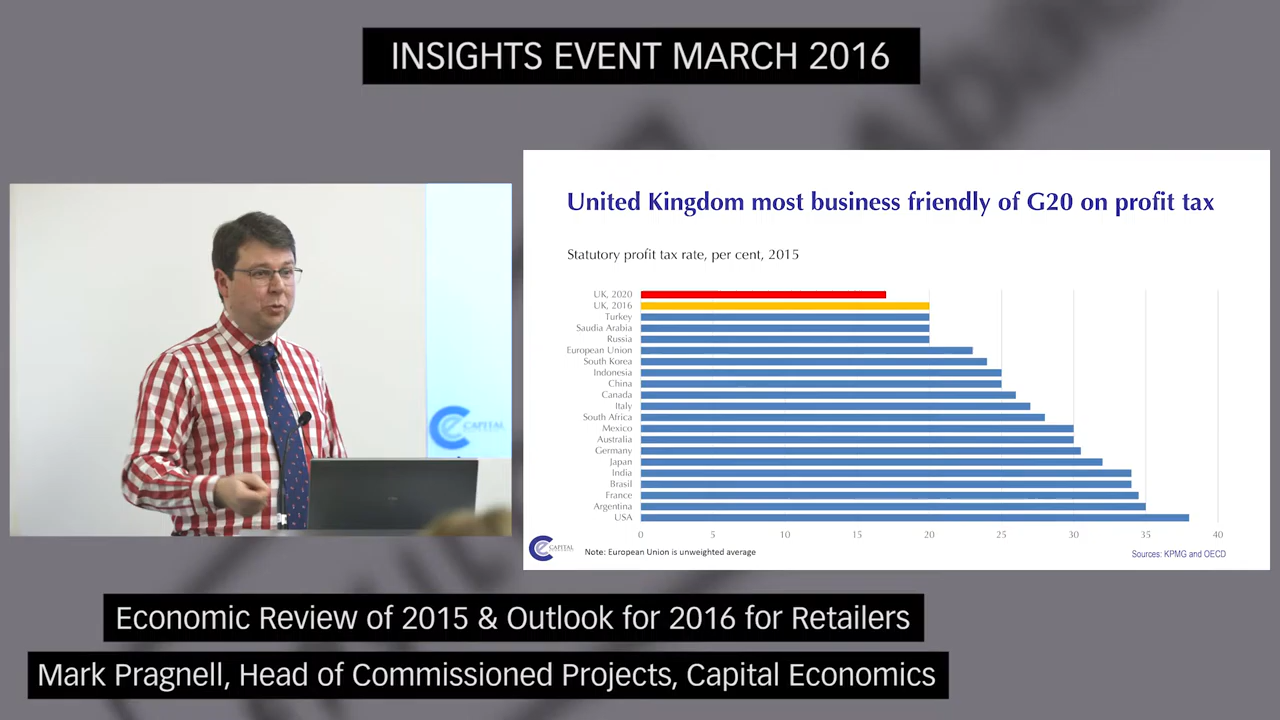 INSIGHTS EVENT MARCH 2016
United Kingdom most business friendly of G20 on profit tax
Statutory profit tax rate, per cent, 2015
UK, 2020
UK, 2016
Turkey
Saudia Arabia
Russia
European Union
South Korea
Indonesia
China
Canada
Italy
South Africa
Mexico
Australia
Germany
Japan
India
Brasil
France
Argentina
USA
0 5 10 15 20 25 30 35 40
CAPITAL
Note: European Union is unweighted average
Sources: KPMG and OECD
CAPITAL
Economic Review of 2015 & Outlook for 2016 for Retailers
Mark Pragnell, Head of Commissioned Projects, Capital Economics